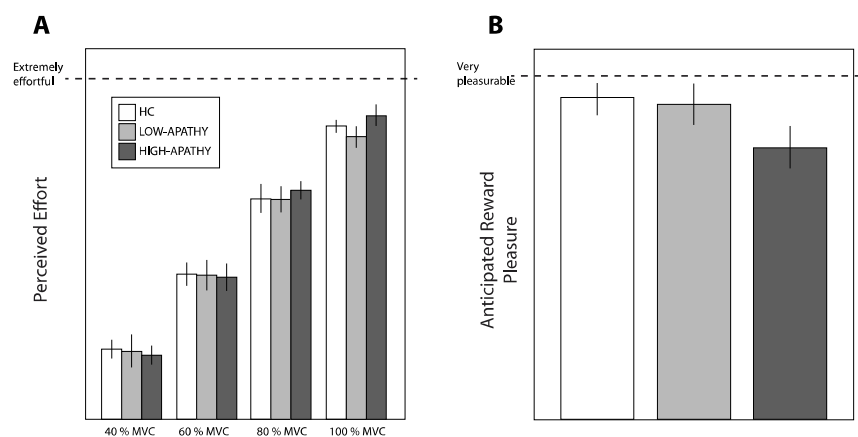 A
Extremely
effortful
HC
LOW-APATHY
HIGH-APATHY
Perceived Effort
40 % MVC
60 % MVC
80 % MVC
100 % MVC
B
Very
pleasurable
Anticipated Reward
Pleasure